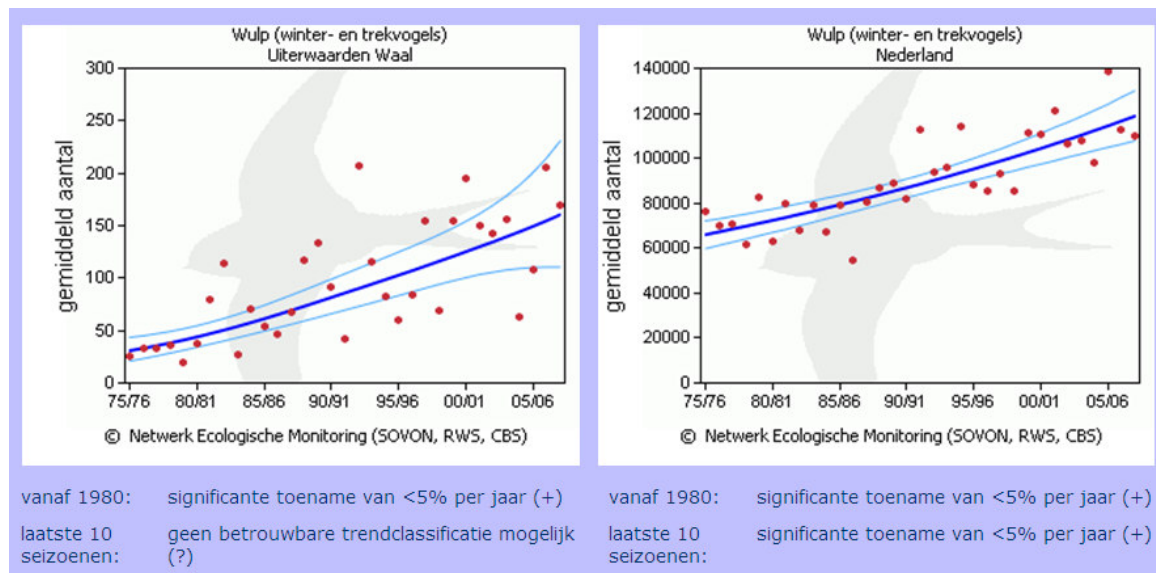 Wulp (winter- en trekvogels)
Uiterwaarden Waal
300
250
200
150
100
50
0
gemiddeld aantal
75/76 80/81 85/86 90/91 95/96 00/01 05/06
© Netwerk Ecologische Monitoring (SOVON, RWS, CBS)
vanaf 1980: significante toename van <5% per jaar (+)
laatste 10 seizoenen: geen betrouwbare trendclassificatie mogelijk
(?)
Wulp (winter- en trekvogels)
Nederland
140000
120000
100000
80000
60000
40000
20000
0
gemiddeld aantal
75/76 80/81 85/86 90/91 95/96 00/01 05/06
© Netwerk Ecologische Monitoring (SOVON, RWS, CBS)
vanaf 1980: significante toename van <5% per jaar (+)
laatste 10 significante toename van <5% per jaar (+)
seizoenen: